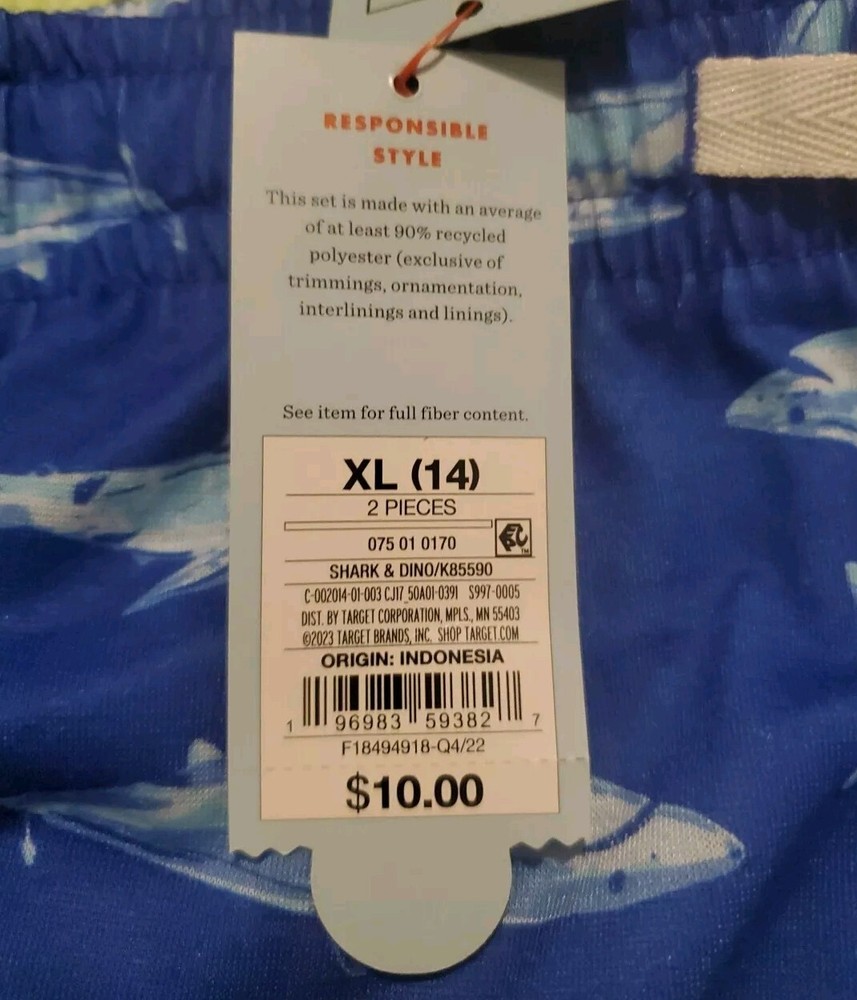 RESPONSIBLE
STYLE
This set is made with an average
of at least 90% recycled
polyester (exclusive of
trimmings, ornamentation,
interlinings and linings).
See item for full fiber content.
XL (14)
2 PIECES
075 01 0170
SHARK & DINO/K85590
C-002014-01-003 CJ17_50A01-0391 S997-0005
DIST. BY TARGET CORPORATION, MPLS., MN 55403
©2023 TARGET BRANDS, INC. SHOP TARGET.COM
ORIGIN: INDONESIA
1 96983 59382 7
F18494918-Q4/22
$10.00